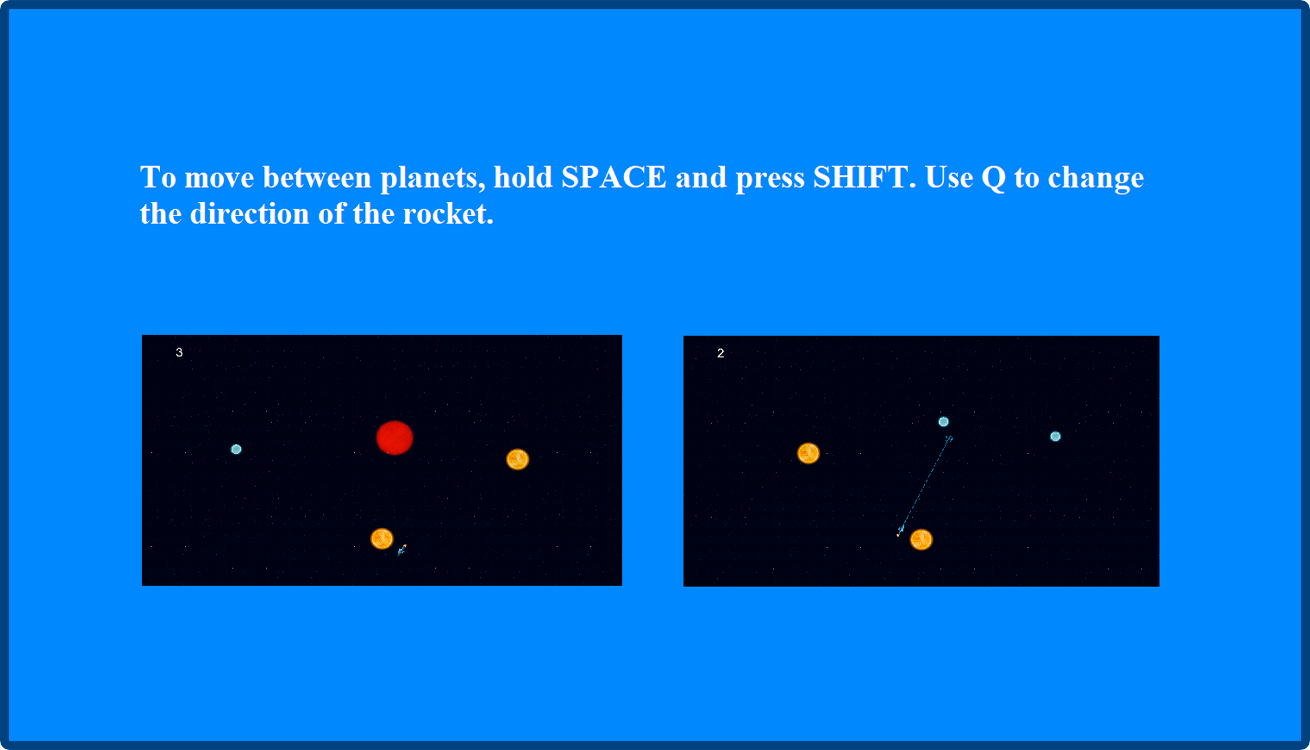 To move between planets, hold SPACE and press SHIFT. Use Q to change
the direction of the rocket.
3
2